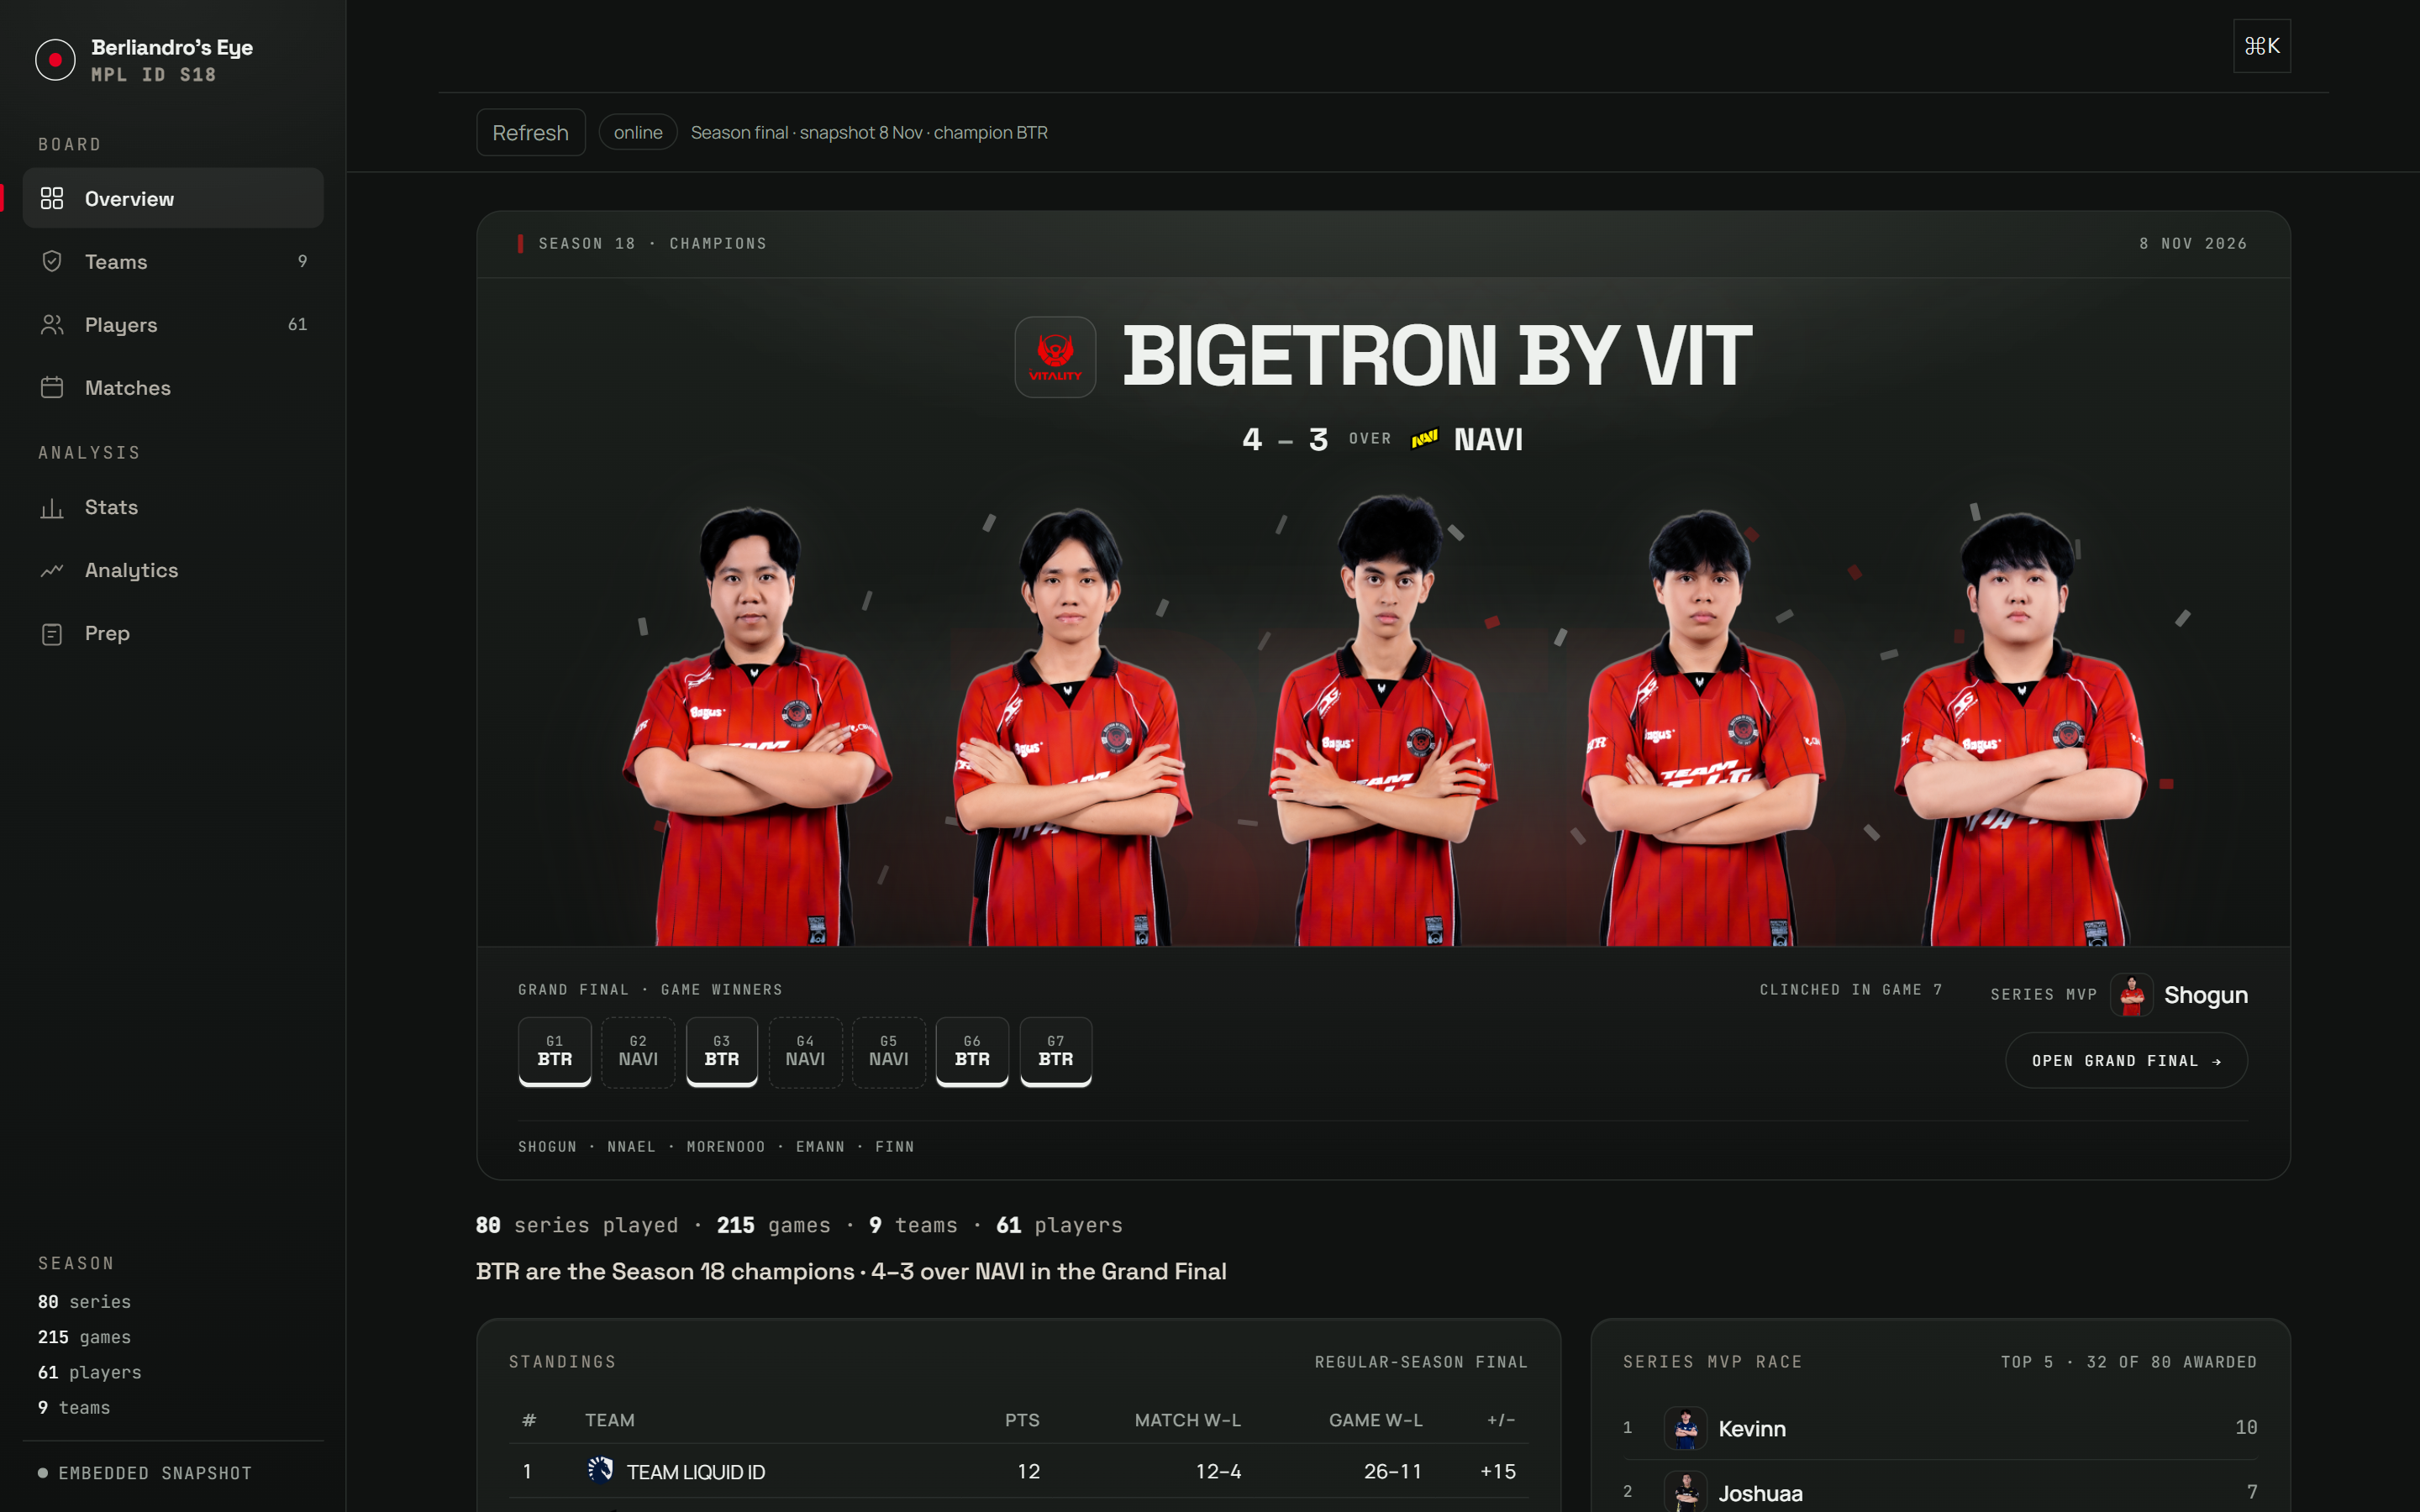 Berliandro's Eye
MPL ID S18
BOARD
Overview
Teams 9
Players 61
Matches
ANALYSIS
Stats
Analytics
Prep
SEASON
80 series
215 games
61 players
9 teams
EMBEDDED SNAPSHOT
⌘K
Refresh online Season final · snapshot 8 Nov · champion BTR
SEASON 18 · CHAMPIONS 8 NOV 2026
VITALITY
BIGETRON BY VIT
4 – 3 OVER NAVI NAVI
GRAND FINAL · GAME WINNERS
G1 BTR
G2 NAVI
G3 BTR
G4 NAVI
G5 NAVI
G6 BTR
G7 BTR
CLINCHED IN GAME 7
SERIES MVP Shogun
OPEN GRAND FINAL →
SHOGUN · NNAEL · MORENOOO · EMANN · FINN
80 series played · 215 games · 9 teams · 61 players
BTR are the Season 18 champions · 4–3 over NAVI in the Grand Final
STANDINGS REGULAR-SEASON FINAL
# TEAM PTS MATCH W–L GAME W–L +/–
1 TEAM LIQUID ID 12 12–4 26–11 +15
SERIES MVP RACE TOP 5 · 32 OF 80 AWARDED
1 Kevinn 10
2 Joshuaa 7